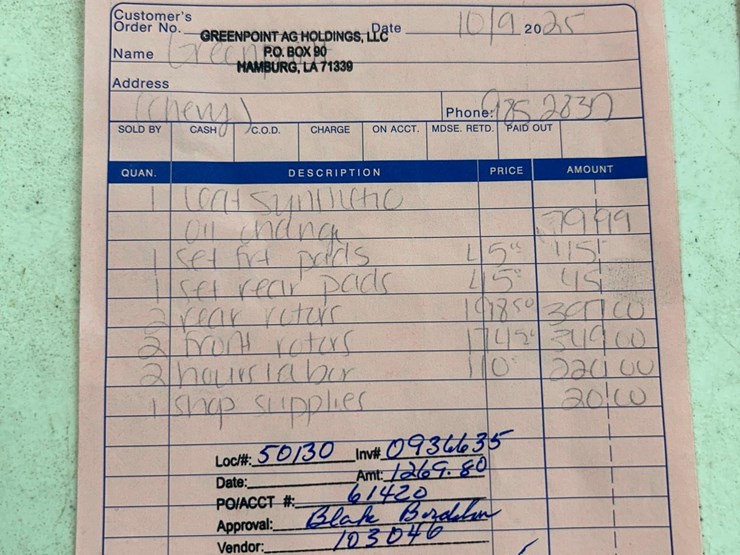 Customer's
Order No. Date 10/9 2025
GREENPOINT AG HOLDINGS, LLC
Name P.O. BOX 90
HAMBURG, LA 71339
Address
(Chevy) Phone:
SOLD BY CASH C.O.D. CHARGE ON ACCT. MDSE. RETD. PAID OUT
QUAN. DESCRIPTION PRICE AMOUNT
1 synthetic
oil change 79.99
1 set frt pads 45 45
1 set rear pads 45 45
2 rear rotors 198 50 397 00
2 front rotors 174 50 349 00
2 hours labor 110 220 00
1 shop supplies 20.00
Loc/#: 50130 Inv# 0936635
Date: Amt: 1269.80
PO/ACCT #: 61420
Approval: Blake Bordelon
Vendor: 103046